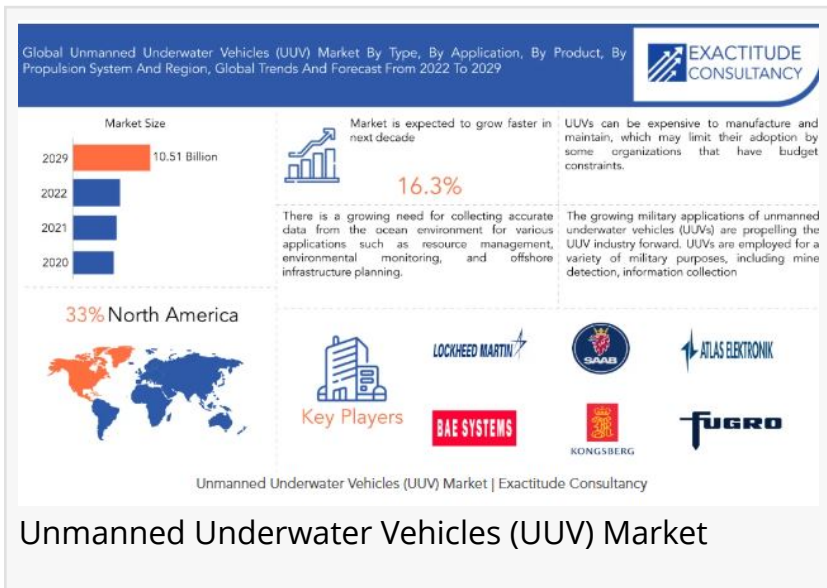 Global Unmanned Underwater Vehicles (UUV) Market By Type, By Application, By Product, By
Propulsion System And Region, Global Trends And Forecast From 2022 To 2029
EXACTITUDE
CONSULTANCY
Market Size
2029
10.51 Billion
2022
2021
2020
Market is expected to grow faster in
next decade
16.3%
UUVs can be expensive to manufacture and
maintain, which may limit their adoption by
some organizations that have budget
constraints.
There is a growing need for collecting accurate
data from the ocean environment for various
applications such as resource management,
environmental monitoring, and offshore
infrastructure planning.
The growing military applications of unmanned
underwater vehicles (UUVs) are propelling the
UUV industry forward. UUVs are employed for a
variety of military purposes, including mine
detection, information collection
33% North America
Key Players
LOCKHEED MARTIN
SAAB
ATLAS ELEKTRONIK
BAE SYSTEMS
KONGSBERG
FUGRO
Unmanned Underwater Vehicles (UUV) Market | Exactitude Consultancy
Unmanned Underwater Vehicles (UUV) Market